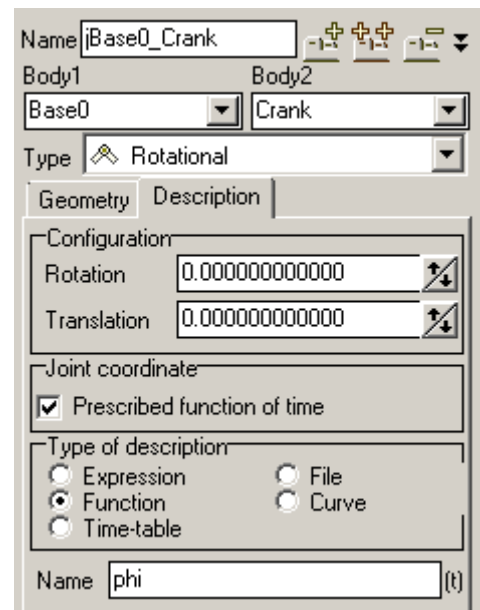 Name jBase0_Crank
Body1 Body2
Base0 Crank
Type Rotational
Geometry Description
Configuration
Rotation 0.000000000000
Translation 0.000000000000
Joint coordinate
Prescribed function of time
Type of description
Expression File
Function Curve
Time-table
Name phi (t)